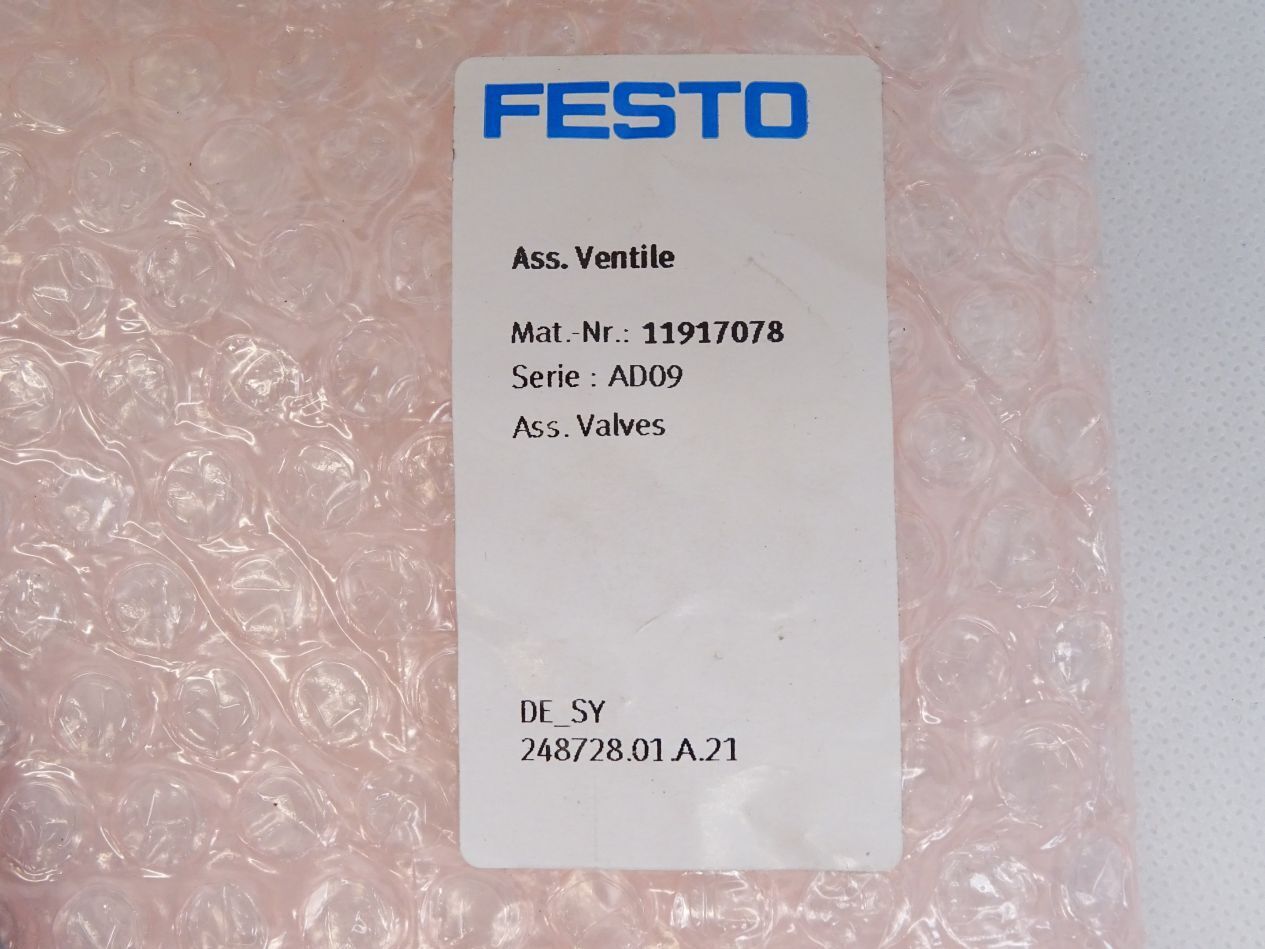 FESTO
Ass. Ventile
Mat.-Nr.: 11917078
Serie : AD09
Ass. Valves
DE_SY
248728.01.A.21